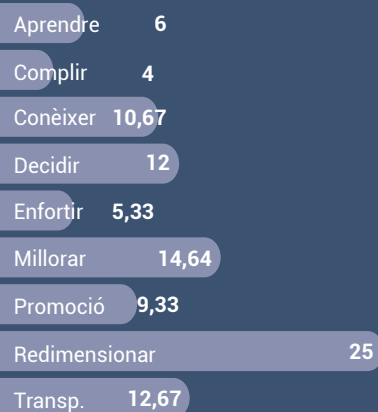 Aprendre 6
Complir 4
Conèixer 10,67
Decidir 12
Enfortir 5,33
Millorar 14,64
Promoció 9,33
Redimensionar 25
Transp. 12,67